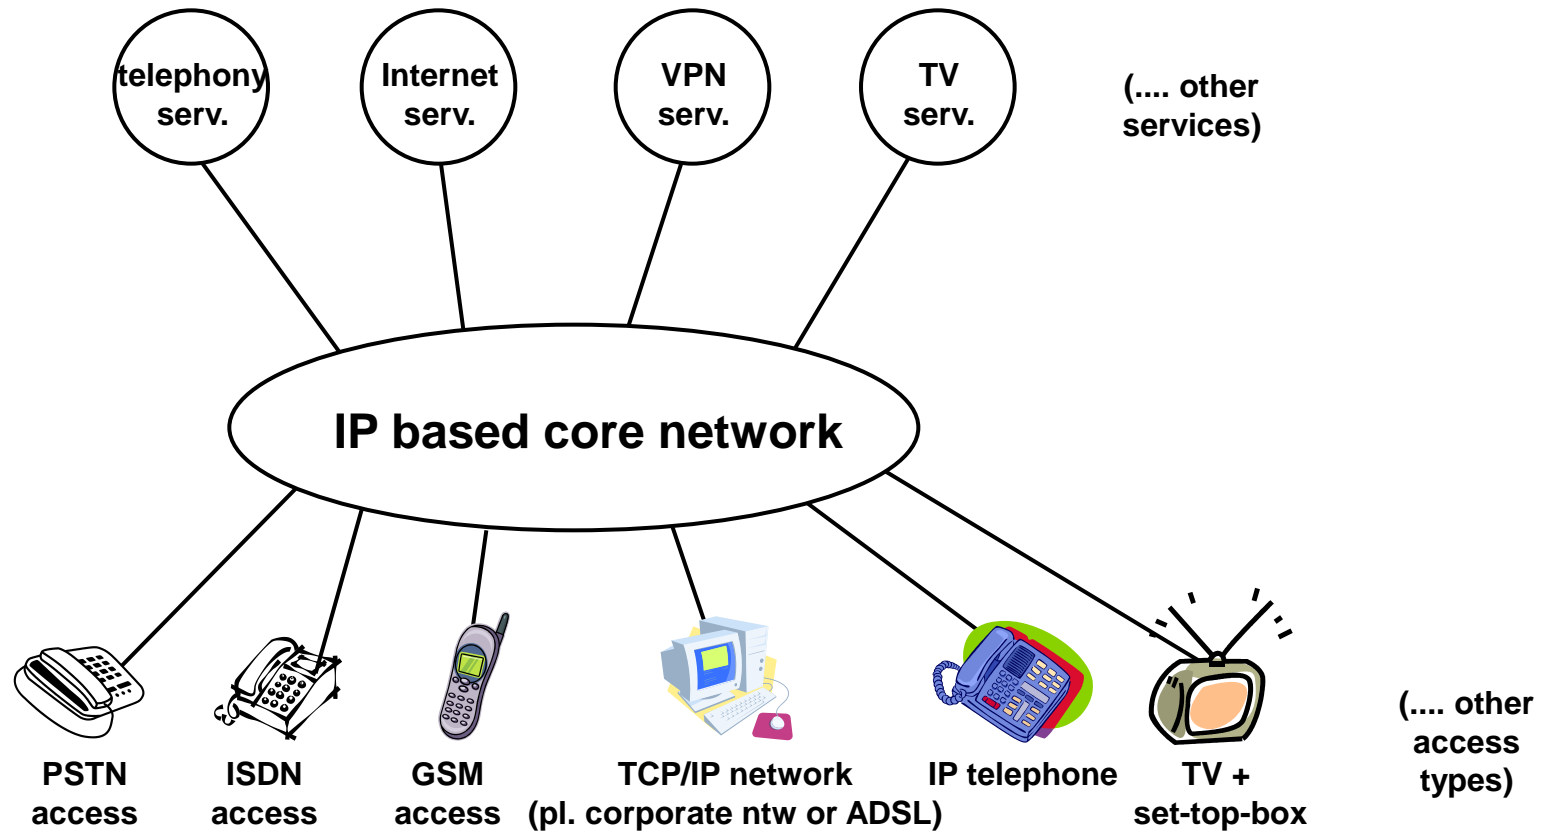 telephony
serv.
Internet
serv.
VPN
serv.
TV
serv.
(.... other
services)
IP based core network
PSTN
access
ISDN
access
GSM
access
TCP/IP network
(pl. corporate ntw or ADSL)
IP telephone
TV +
set-top-box
(.... other
access
types)